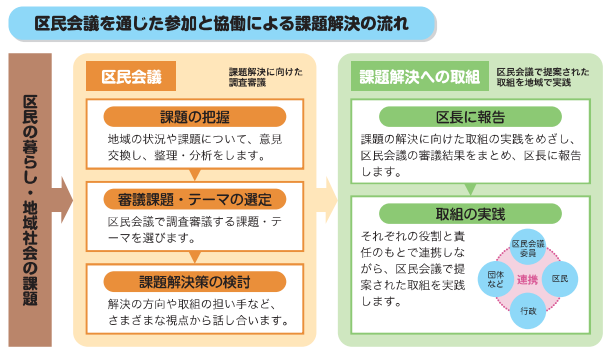 区民会議を通じた参加と協働による課題解決の流れ
区民の暮らし・地域社会の課題
区民会議
課題解決に向けた
調査審議
課題の把握
地域の状況や課題について、意見
交換し、整理・分析をします。
審議課題・テーマの選定
区民会議で調査審議する課題・テ
ーマを選びます。
課題解決策の検討
解決の方向や取組の担い手など、
さまざまな視点から話し合います。
課題解決への取組
区民会議で提案された
取組を地域で実践
区長に報告
課題の解決に向けた取組の実践をめざし、
区民会議の審議結果をまとめ、区長に報告
します。
取組の実践
それぞれの役割と責任
のもとで連携しな
がら、区民会議で提
案された取組を実践
します。
区民会議
委員
団体
など
連携
区民
行政